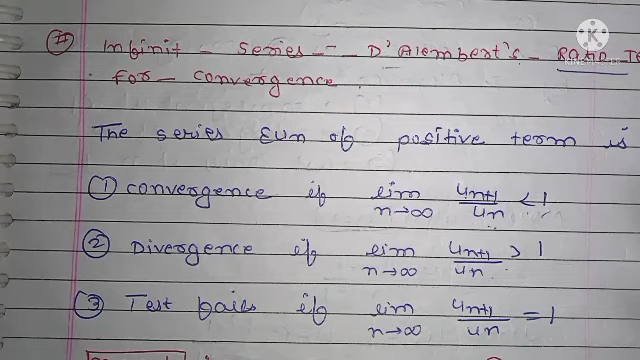 # Infinit - Series - D'Alembert's - Ratio Te
for - convergence.
KINEMASTER
The series Σun of positive term is
① convergence if lim n→∞ un+1/un < 1
② Divergence if lim n→∞ un+1/un > 1
③ Test fails if lim n→∞ un+1/un = 1